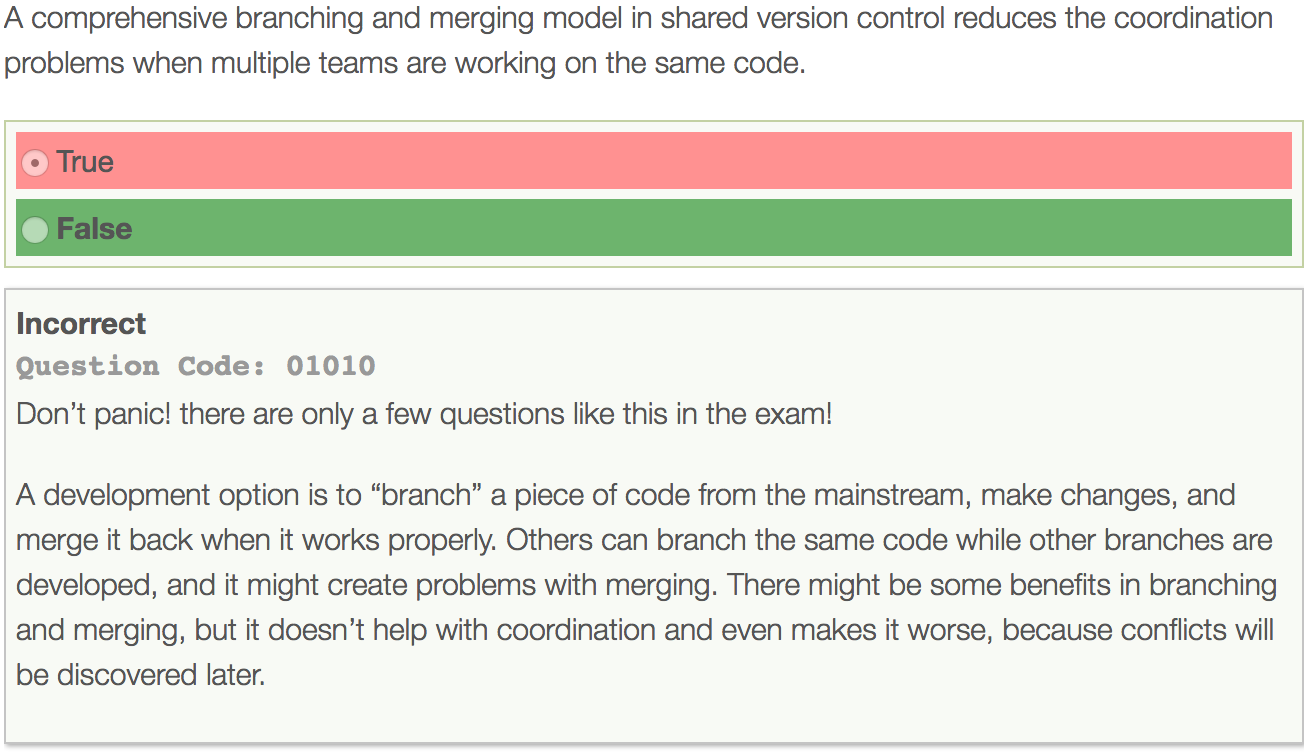 A comprehensive branching and merging model in shared version control reduces the coordination
problems when multiple teams are working on the same code.
True
False
Incorrect
Question Code: 01010
Don’t panic! there are only a few questions like this in the exam!
A development option is to “branch” a piece of code from the mainstream, make changes, and
merge it back when it works properly. Others can branch the same code while other branches are
developed, and it might create problems with merging. There might be some benefits in branching
and merging, but it doesn’t help with coordination and even makes it worse, because conflicts will
be discovered later.